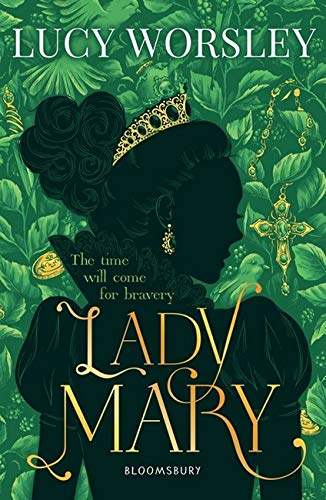 LUCY WORSLEY
The time
will come
for bravery
LADY
MARY
BLOOMSBURY